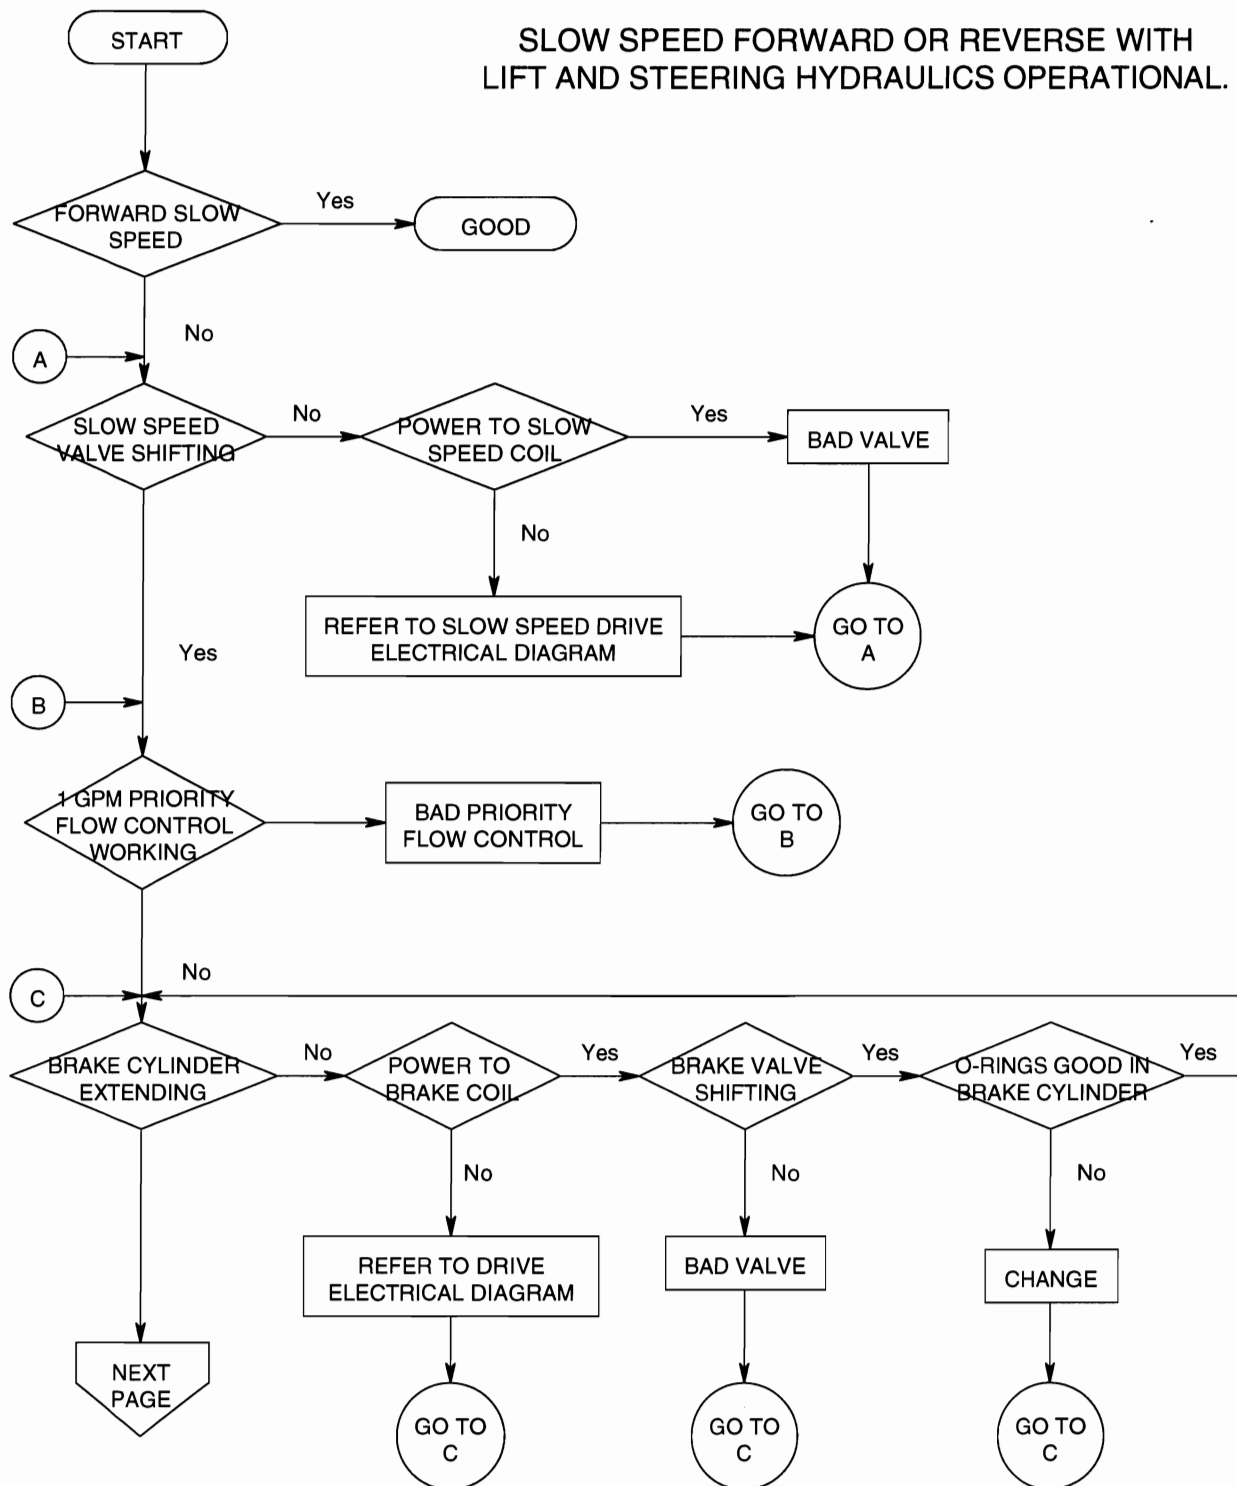 START
SLOW SPEED FORWARD OR REVERSE WITH
LIFT AND STEERING HYDRAULICS OPERATIONAL.
FORWARD SLOW
SPEED
Yes
GOOD
No
A
SLOW SPEED
VALVE SHIFTING
No
POWER TO SLOW
SPEED COIL
Yes
BAD VALVE
No
REFER TO SLOW SPEED DRIVE
ELECTRICAL DIAGRAM
GO TO
A
Yes
B
1 GPM PRIORITY
FLOW CONTROL
WORKING
BAD PRIORITY
FLOW CONTROL
GO TO
B
No
C
BRAKE CYLINDER
EXTENDING
No
POWER TO
BRAKE COIL
Yes
BRAKE VALVE
SHIFTING
Yes
O-RINGS GOOD IN
BRAKE CYLINDER
Yes
No
No
No
REFER TO DRIVE
ELECTRICAL DIAGRAM
BAD VALVE
CHANGE
NEXT
PAGE
GO TO
C
GO TO
C
GO TO
C